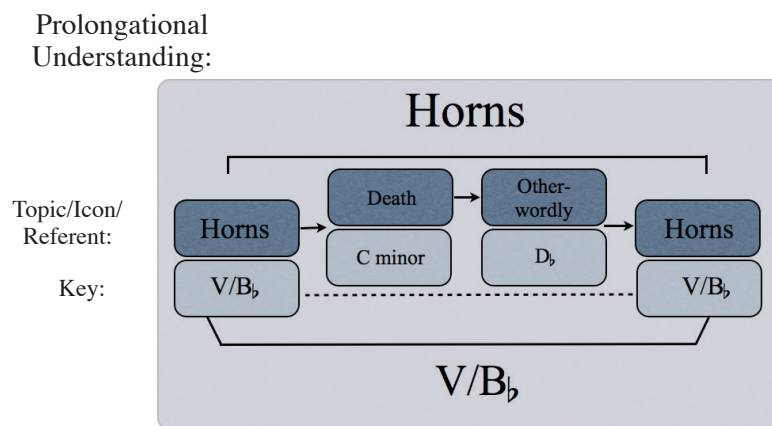 Prolongational
Understanding:
Horns
Topic/Icon/
Referent:
Horns
Death
Other-
wordly
Horns
Key:
V/B♭
C minor
D♭
V/B♭
V/B♭